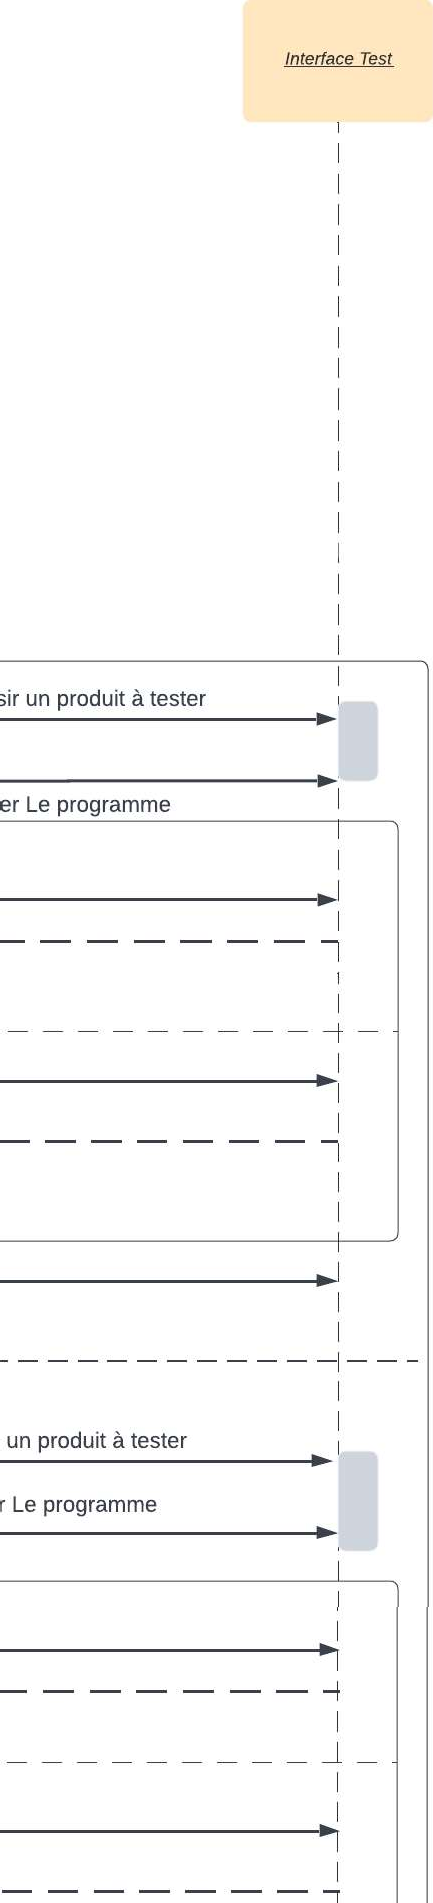 Interface Test
sir un produit à tester
er Le programme
un produit à tester
r Le programme